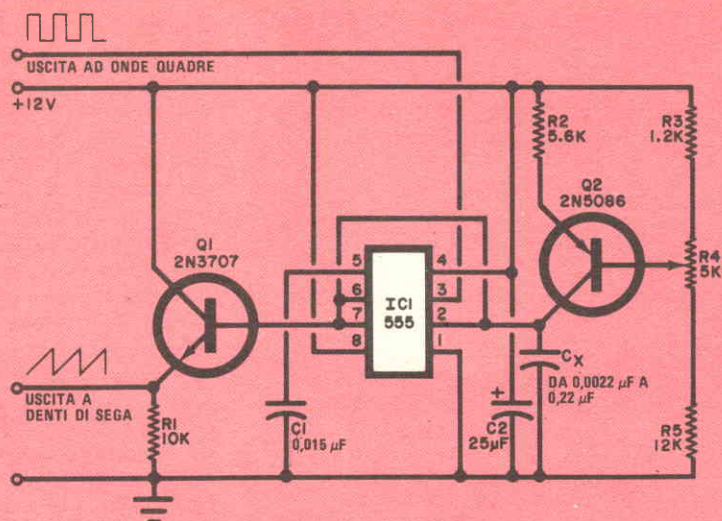 USCITA AD ONDE QUADRE
+12V
R2
5.6K
R3
1.2K
Q2
2N5086
Q1
2N3707
R4
5K
5
4
6
IC1
3
7
555
2
8
1
CX
DA 0,0022 µF A
0,22 µF
USCITA A
DENTI DI SEGA
R1
10K
C1
0,015 µF
+
C2
25µF
R5
12K